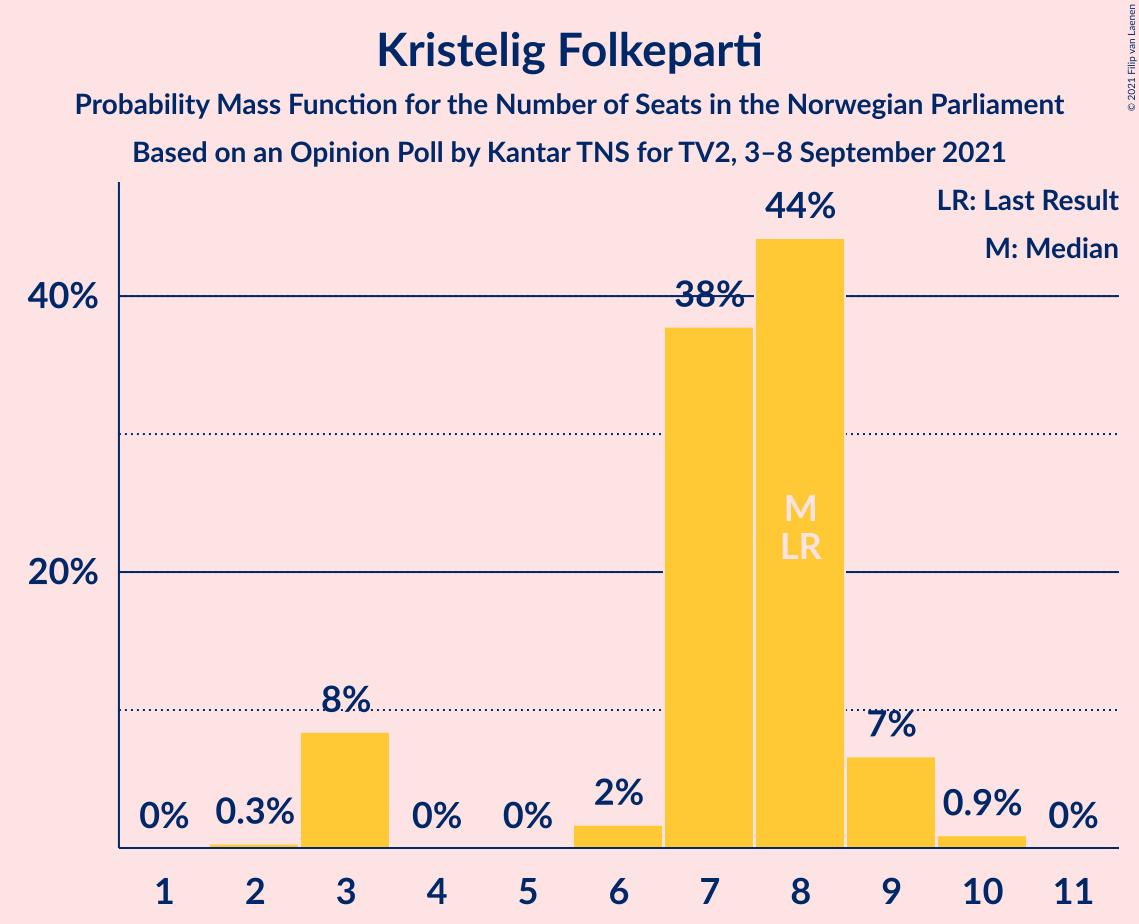 Kristelig Folkeparti
Probability Mass Function for the Number of Seats in the Norwegian Parliament
Based on an Opinion Poll by Kantar TNS for TV2, 3–8 September 2021
© 2021 Filip van Laenen
LR: Last Result
M: Median
40%
20%
0%
0.3%
8%
0%
0%
2%
38%
44%
7%
0.9%
0%
M
LR
1 2 3 4 5 6 7 8 9 10 11